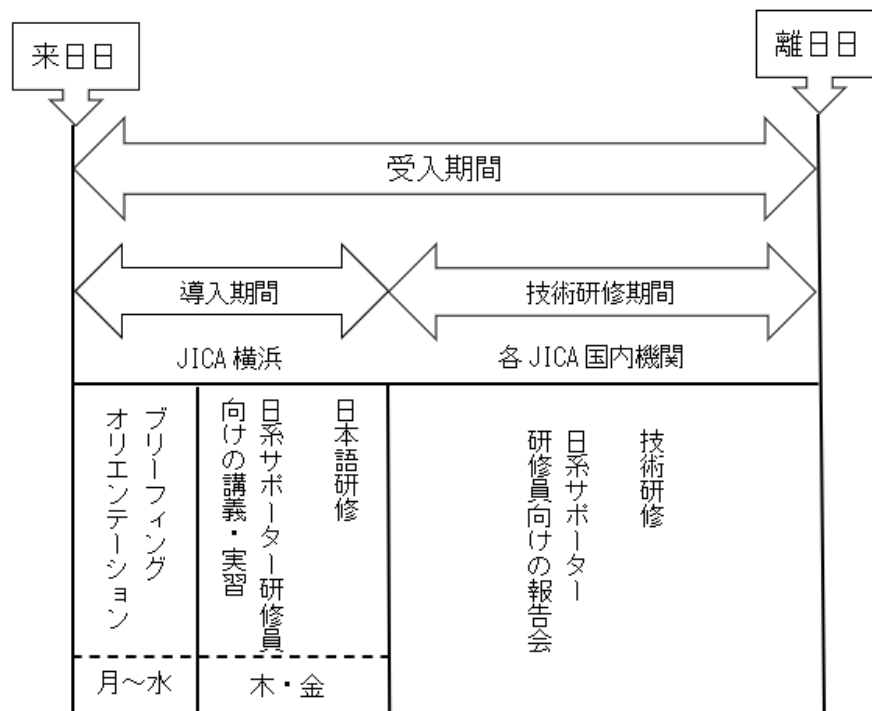 来日日
離日日
受入期間
導入期間
技術研修期間
JICA 横浜
各 JICA 国内機関
ブリーフィング
オリエンテーション
日本語研修
日系サポーター研修員
向けの講義・実習
技術研修
日系サポーター
研修員向けの報告会
月～水
木・金